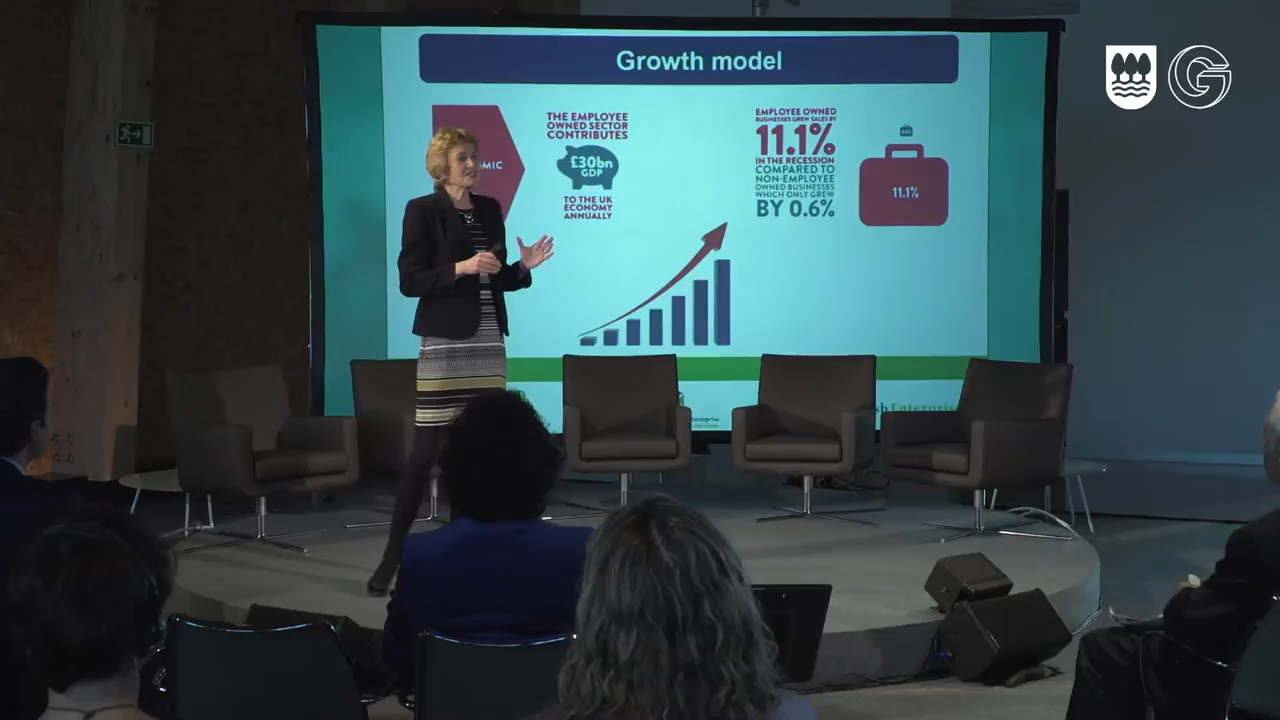 Growth model
MIC
THE EMPLOYEE
OWNED SECTOR
CONTRIBUTES
£30bn
GDP
TO THE UK
ECONOMY
ANNUALLY
EMPLOYEE OWNED
BUSINESSES GREW SALES BY
11.1%
IN THE RECESSION
COMPARED TO
NON-EMPLOYEE
OWNED BUSINESSES
WHICH ONLY GREW
BY 0.6%
11.1%
G